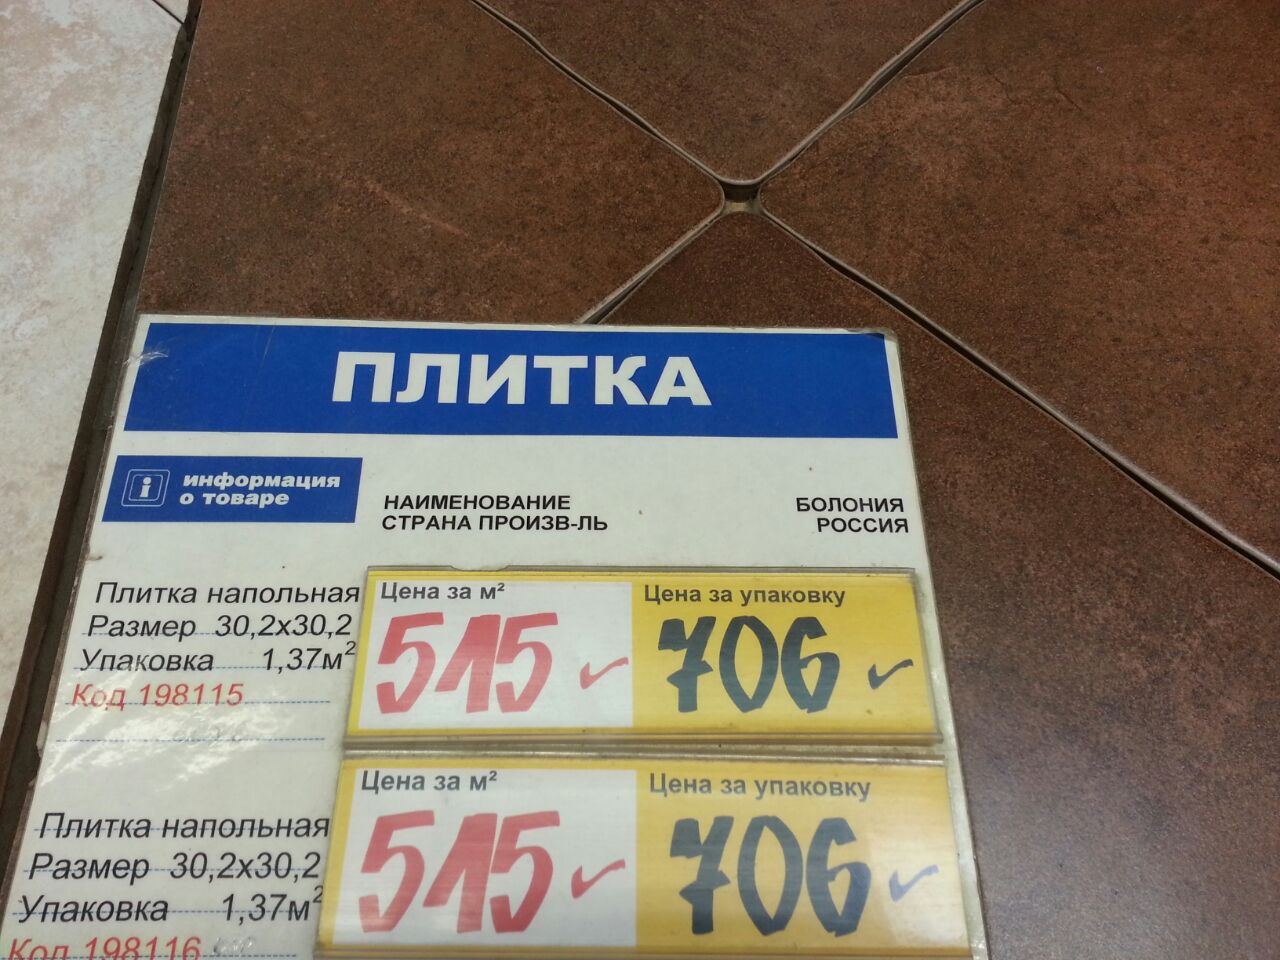 ПЛИТКА
i информация
о товаре
НАИМЕНОВАНИЕ БОЛОНИЯ
СТРАНА ПРОИЗВ-ЛЬ РОССИЯ
Плитка напольная
Размер 30,2х30,2
Упаковка 1,37м²
Код 198115
Цена за м² Цена за упаковку
515 706
Плитка напольная
Размер 30,2х30,2
Упаковка 1,37м²
Код 198116
Цена за м² Цена за упаковку
515 706